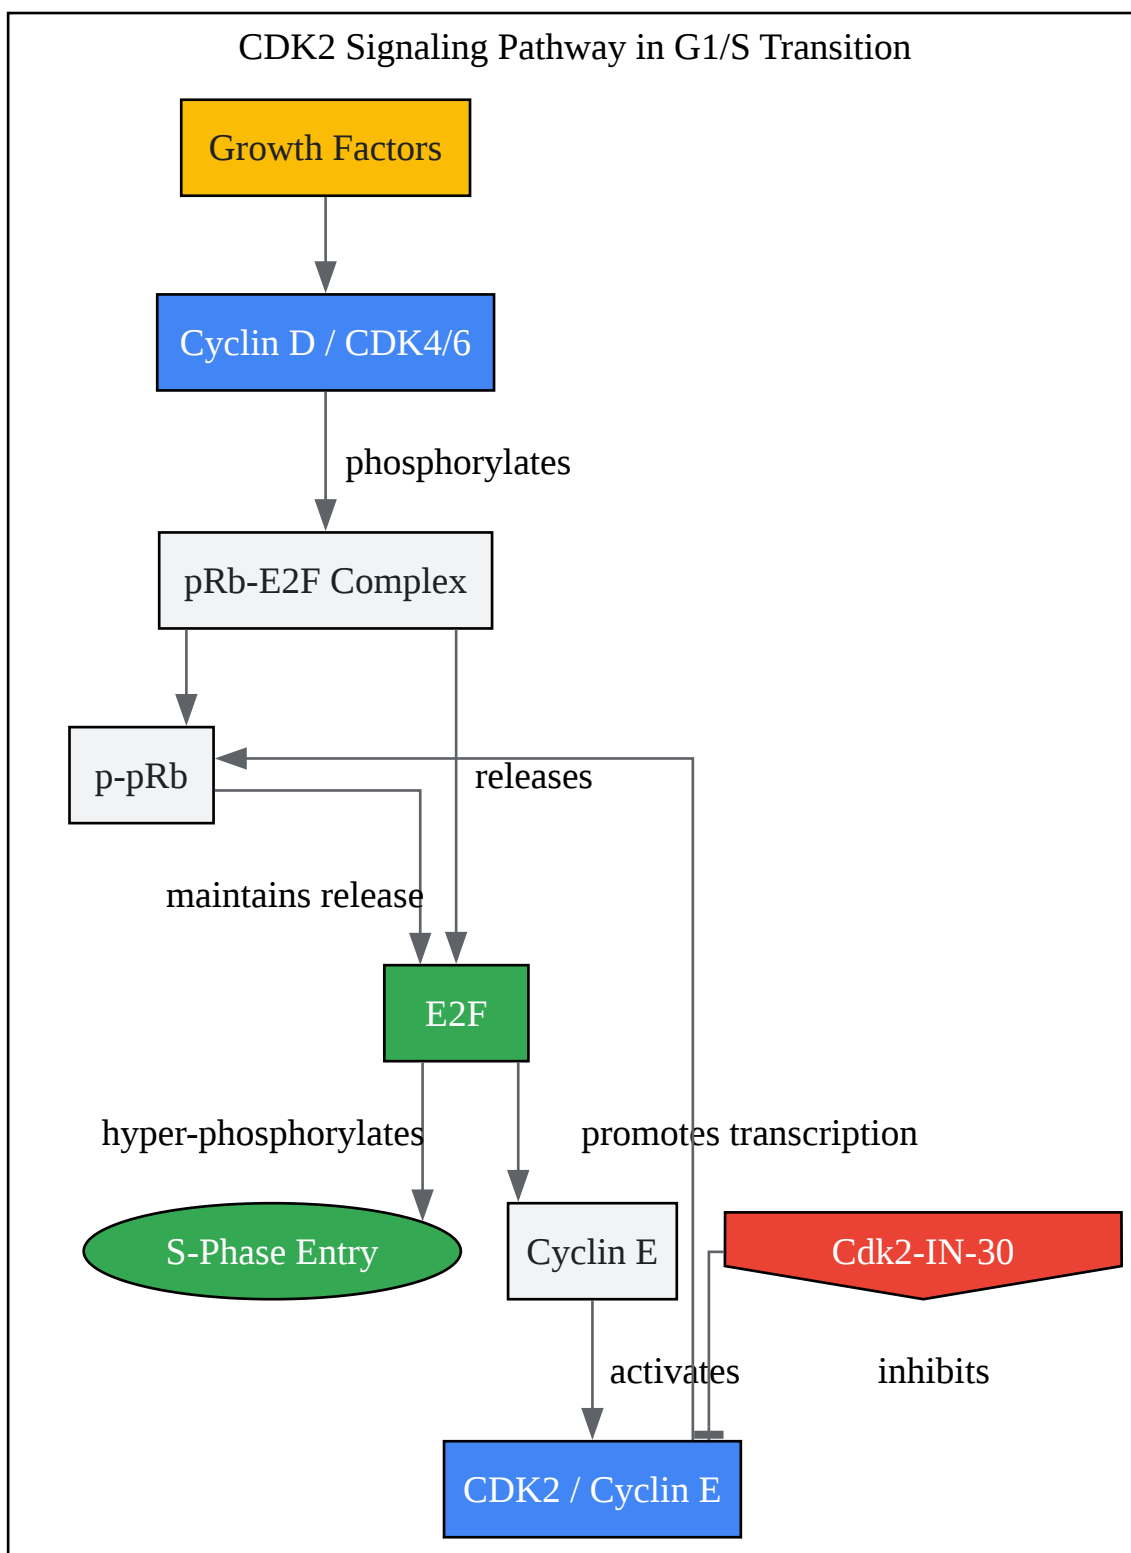 CDK2 Signaling Pathway in G1/S Transition
Growth Factors
Cyclin D / CDK4/6
phosphorylates
pRb-E2F Complex
p-pRb
releases
maintains release
E2F
hyper-phosphorylates
promotes transcription
S-Phase Entry
Cyclin E
Cdk2-IN-30
activates
inhibits
CDK2 / Cyclin E